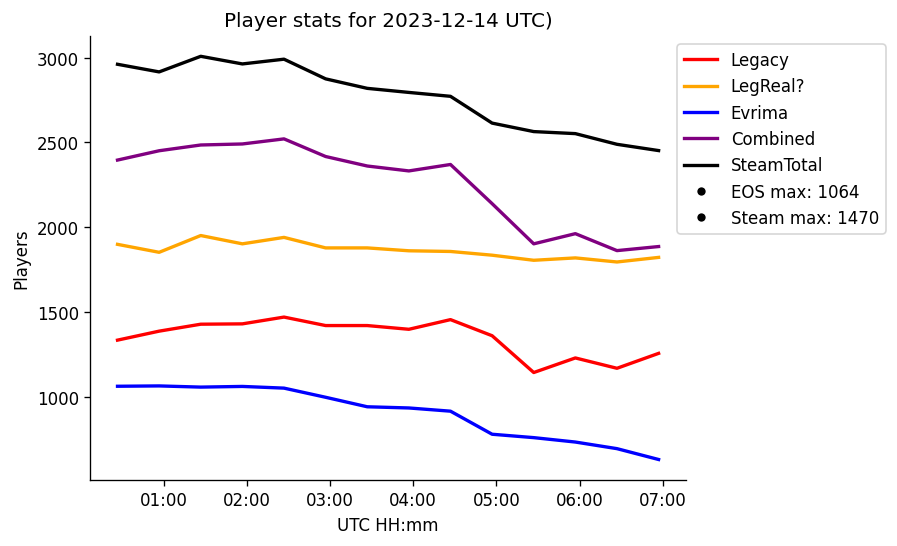 Player stats for 2023-12-14 UTC)
3000
2500
2000
1500
1000
Players
01:00 02:00 03:00 04:00 05:00 06:00 07:00
UTC HH:mm
Legacy
LegReal?
Evrima
Combined
SteamTotal
EOS max: 1064
Steam max: 1470